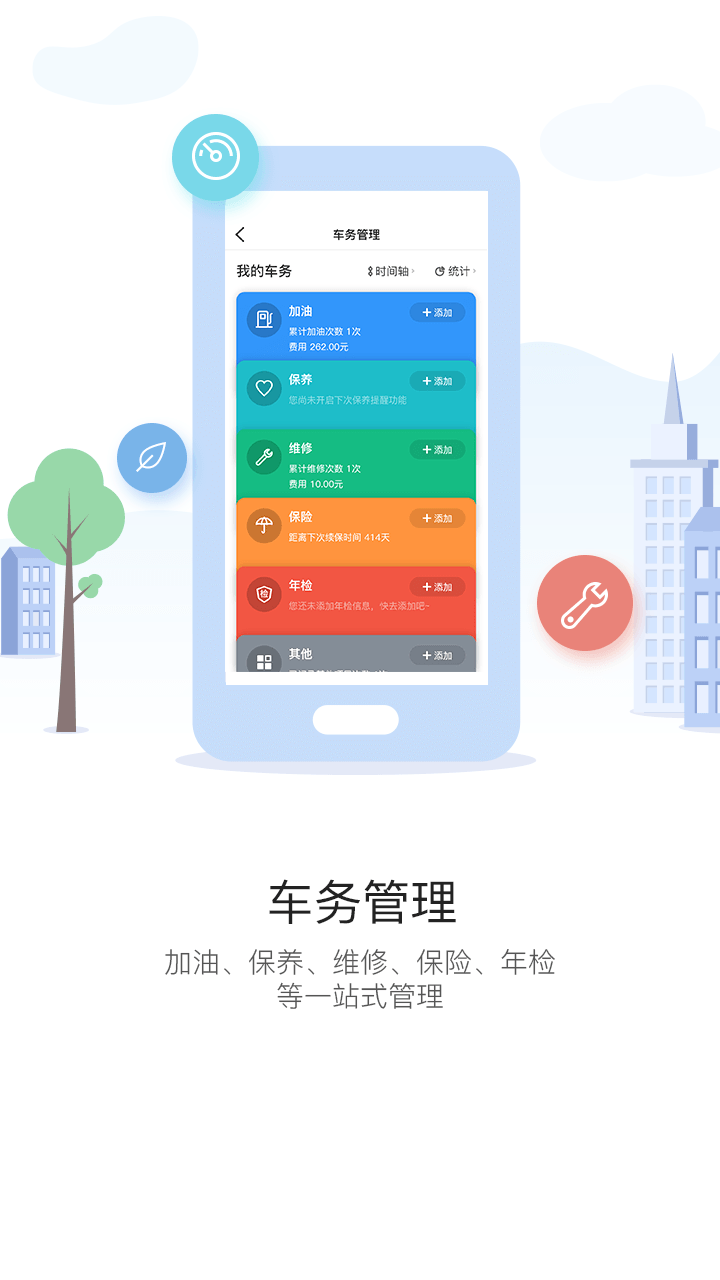 车务管理
我的车务 时间轴 统计
加油 +添加
累计加油次数 1次
费用 262.00元
保养 +添加
您尚未开启下次保养提醒功能
维修 +添加
累计维修次数 1次
费用 10.00元
保险 +添加
距离下次续保时间 414天
年检 +添加
检
您还未添加年检信息，快去添加吧~
其他 +添加
车务管理
加油、保养、维修、保险、年检
等一站式管理